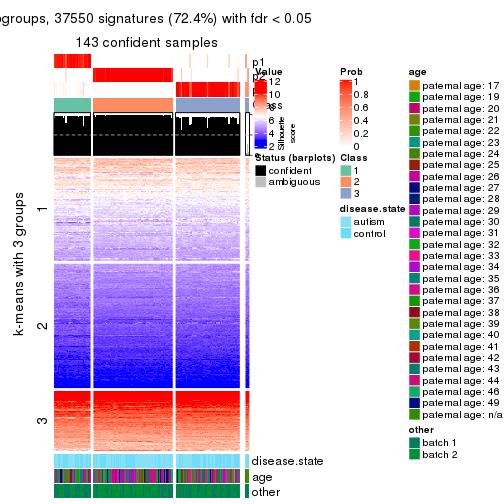 ogroups, 37550 signatures (72.4%) with fdr < 0.05
143 confident samples
p1
p2
Value
12
10
8
6
4
2
Silhouette
score
Status (barplots)
confident
ambiguous
Prob
1
0.8
0.6
0.4
0.2
0
Class
1
2
3
disease.state
autism
control
age
paternal age: 17
paternal age: 19
paternal age: 20
paternal age: 21
paternal age: 22
paternal age: 23
paternal age: 24
paternal age: 25
paternal age: 26
paternal age: 27
paternal age: 28
paternal age: 29
paternal age: 30
paternal age: 31
paternal age: 32
paternal age: 33
paternal age: 34
paternal age: 35
paternal age: 36
paternal age: 37
paternal age: 38
paternal age: 39
paternal age: 40
paternal age: 41
paternal age: 42
paternal age: 43
paternal age: 44
paternal age: 46
paternal age: 49
paternal age: n/a
other
batch 1
batch 2
k-means with 3 groups
1
2
3
disease.state
age
other